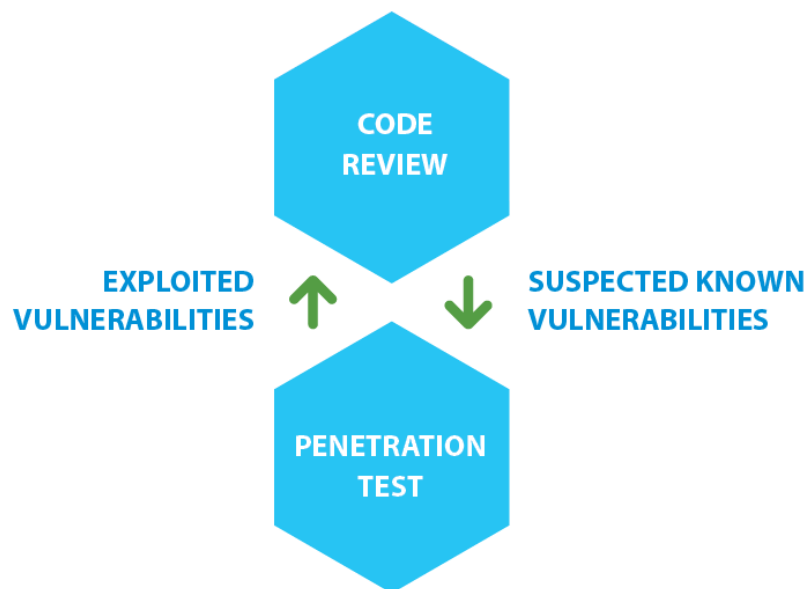 CODE
REVIEW
EXPLOITED
VULNERABILITIES
SUSPECTED KNOWN
VULNERABILITIES
PENETRATION
TEST